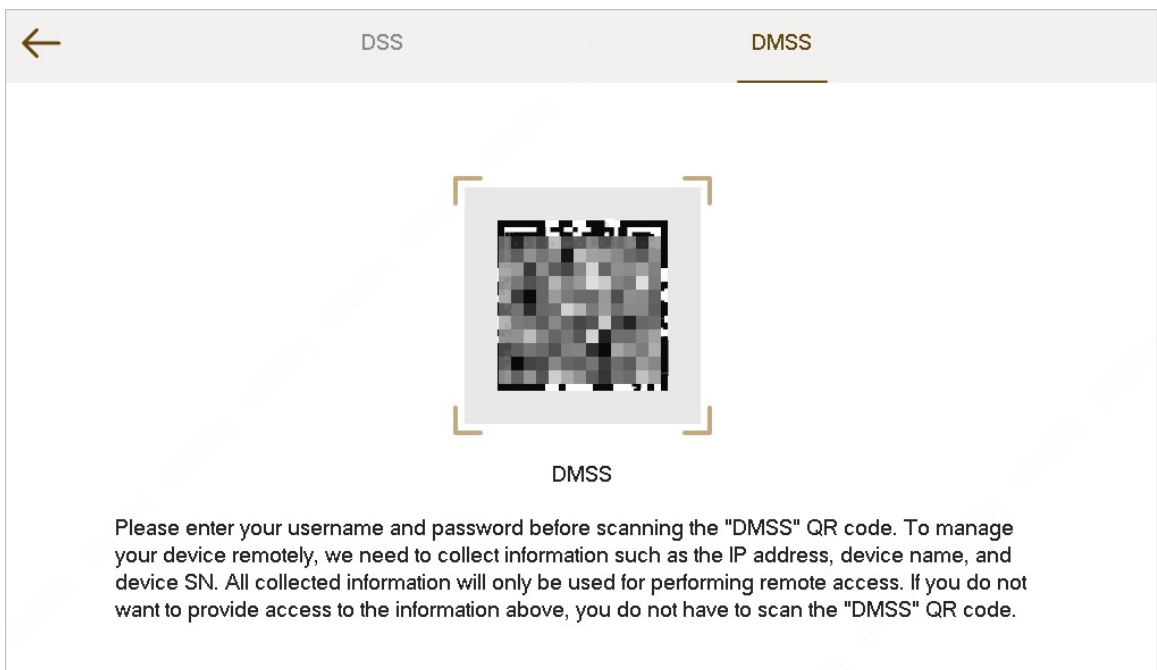 DSS
DMSS
DMSS
Please enter your username and password before scanning the "DMSS" QR code. To manage
your device remotely, we need to collect information such as the IP address, device name, and
device SN. All collected information will only be used for performing remote access. If you do not
want to provide access to the information above, you do not have to scan the "DMSS" QR code.